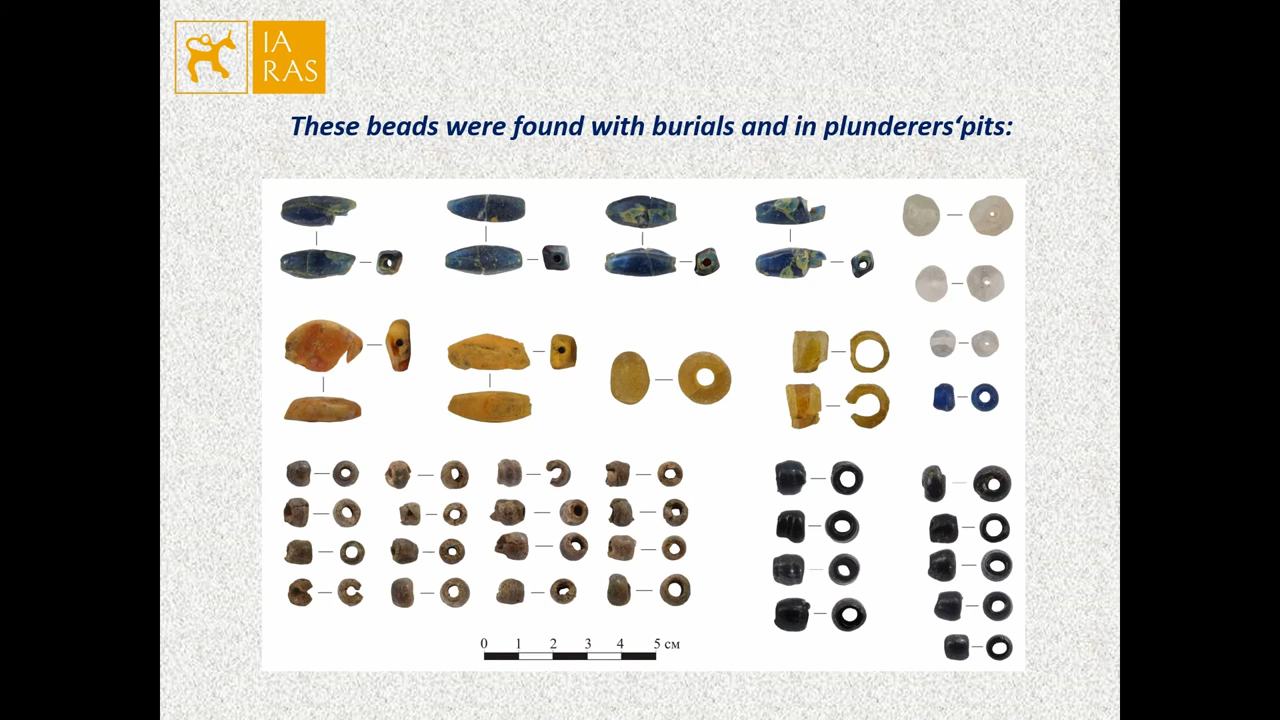 IA
RAS
These beads were found with burials and in plunderers‘pits:
0 1 2 3 4 5 см